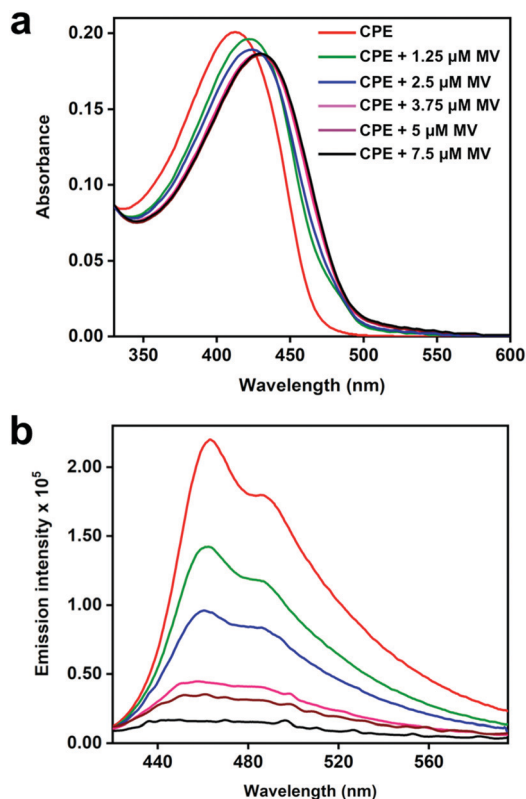 a
CPE
CPE + 1.25 µM MV
CPE + 2.5 µM MV
CPE + 3.75 µM MV
CPE + 5 µM MV
CPE + 7.5 µM MV
0.20
0.15
0.10
0.05
0.00
Absorbance
350 400 450 500 550 600
Wavelength (nm)
b
2.00
1.50
1.00
0.50
0.00
Emission intensity x 10⁵
440 480 520 560
Wavelength (nm)